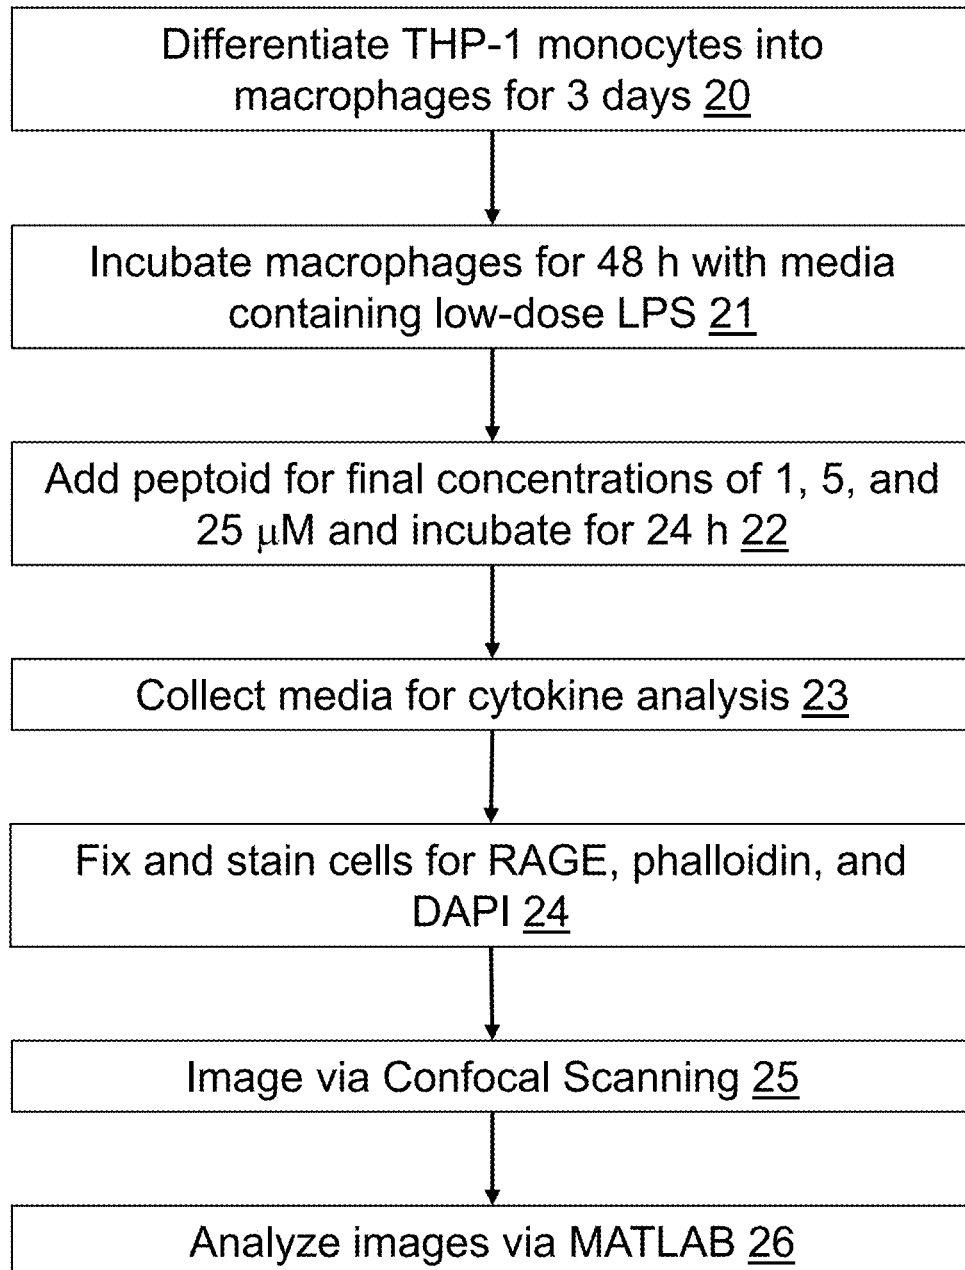 Differentiate THP-1 monocytes into
macrophages for 3 days 20
Incubate macrophages for 48 h with media
containing low-dose LPS 21
Add peptoid for final concentrations of 1, 5, and
25 μM and incubate for 24 h 22
Collect media for cytokine analysis 23
Fix and stain cells for RAGE, phalloidin, and
DAPI 24
Image via Confocal Scanning 25
Analyze images via MATLAB 26